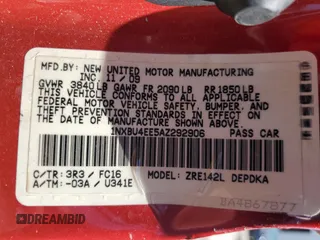 MFD.BY: NEW UNITED MOTOR MANUFACTURING
INC. 11/09
GVWR 3840LB GAWR FR 2090LB RR1850LB
THIS VEHICLE CONFORMS TO ALL APPLICABLE
FEDERAL MOTOR VEHICLE SAFETY, BUMPER,
AND THEFT PREVENTION STANDARDS IN EFFECT
ON THE DATE OF MANUFACTURE SHOWN ABOVE.
1NXBU4EE5AZ292906 PASS CAR
C/TR: 3R3 / FC16 MODEL: ZRE142L DEPDKA
A/TM: -03A / U341E
BA4867877
DREAMBID